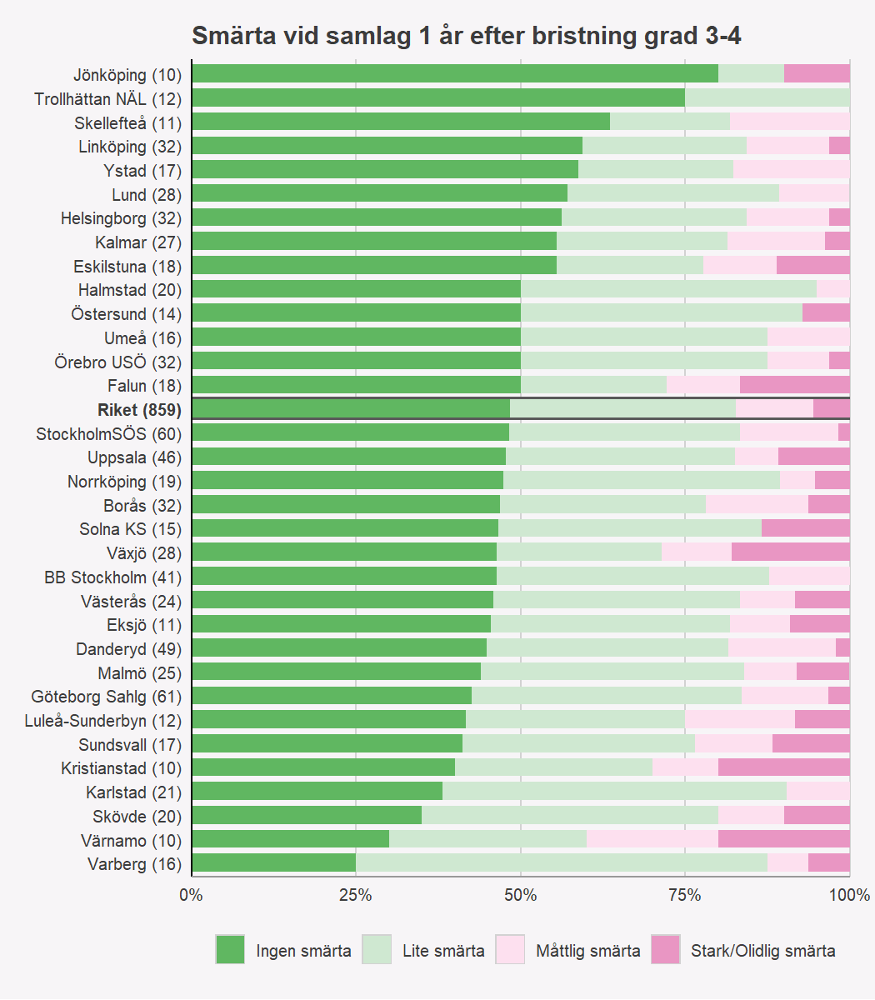 Smärta vid samlag 1 år efter bristning grad 3-4
Jönköping (10)
Trollhättan NÄL (12)
Skellefteå (11)
Linköping (32)
Ystad (17)
Lund (28)
Helsingborg (32)
Kalmar (27)
Eskilstuna (18)
Halmstad (20)
Östersund (14)
Umeå (16)
Örebro USÖ (32)
Falun (18)
Riket (859)
StockholmSÖS (60)
Uppsala (46)
Norrköping (19)
Borås (32)
Solna KS (15)
Växjö (28)
BB Stockholm (41)
Västerås (24)
Eksjö (11)
Danderyd (49)
Malmö (25)
Göteborg Sahlg (61)
Luleå-Sunderbyn (12)
Sundsvall (17)
Kristianstad (10)
Karlstad (21)
Skövde (20)
Värnamo (10)
Varberg (16)
0% 25% 50% 75% 100%
Ingen smärta Lite smärta Måttlig smärta Stark/Olidlig smärta